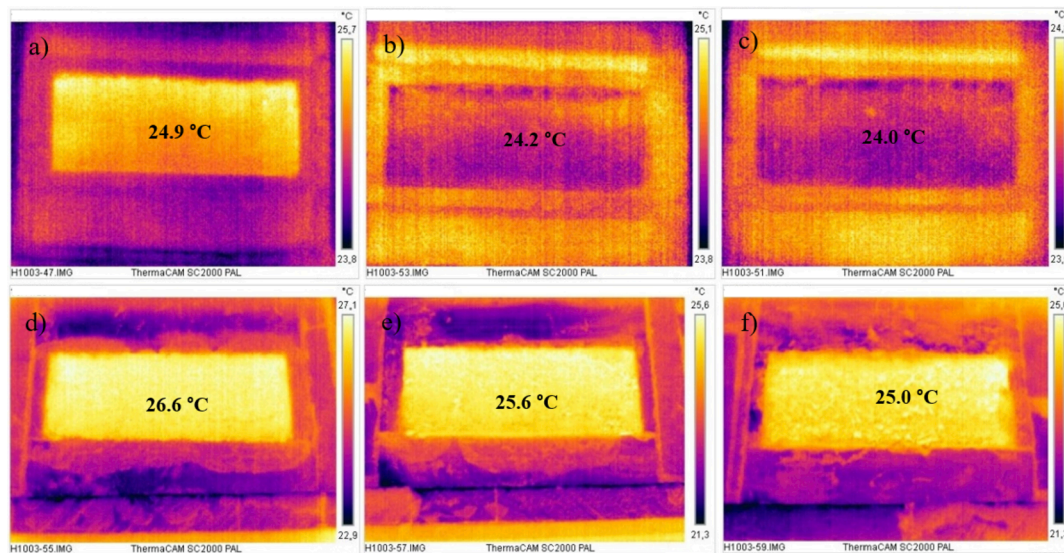 a)
°C
25,7
24.9 °C
23,8
H1003-47.IMG ThermaCAM SC2000 PAL
b)
°C
25,1
24.2 °C
23,8
H1003-53.IMG ThermaCAM SC2000 PAL
c)
°C
24.0 °C
H1003-51.IMG ThermaCAM SC2000 PAL
d)
°C
27,1
26.6 °C
22,9
H1003-55.IMG ThermaCAM SC2000 PAL
e)
°C
25,6
25.6 °C
21,3
H1003-57.IMG ThermaCAM SC2000 PAL
f)
°C
25.0 °C
H1003-59.IMG ThermaCAM SC2000 PAL